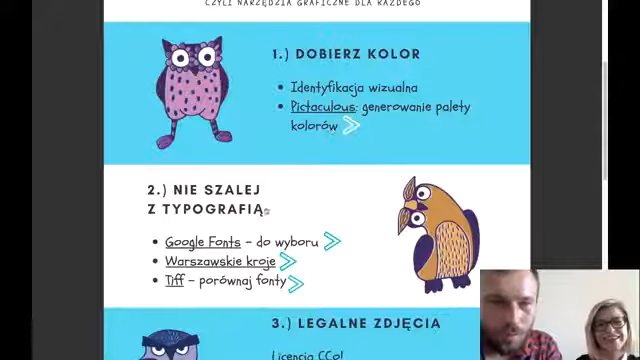 CZYLI NARZĘDZIA GRAFICZNE DLA KAŻDEGO
1.) DOBIERZ KOLOR
Identyfikacja wizualna
Pictaculous: generowanie palety
kolorów
2.) NIE SZALEJ
Z TYPOGRAFIĄ
Google Fonts – do wyboru
Warszawskie kroje
Tiff – porównaj fonty
3.) LEGALNE ZDJĘCIA
Licencja CC0!